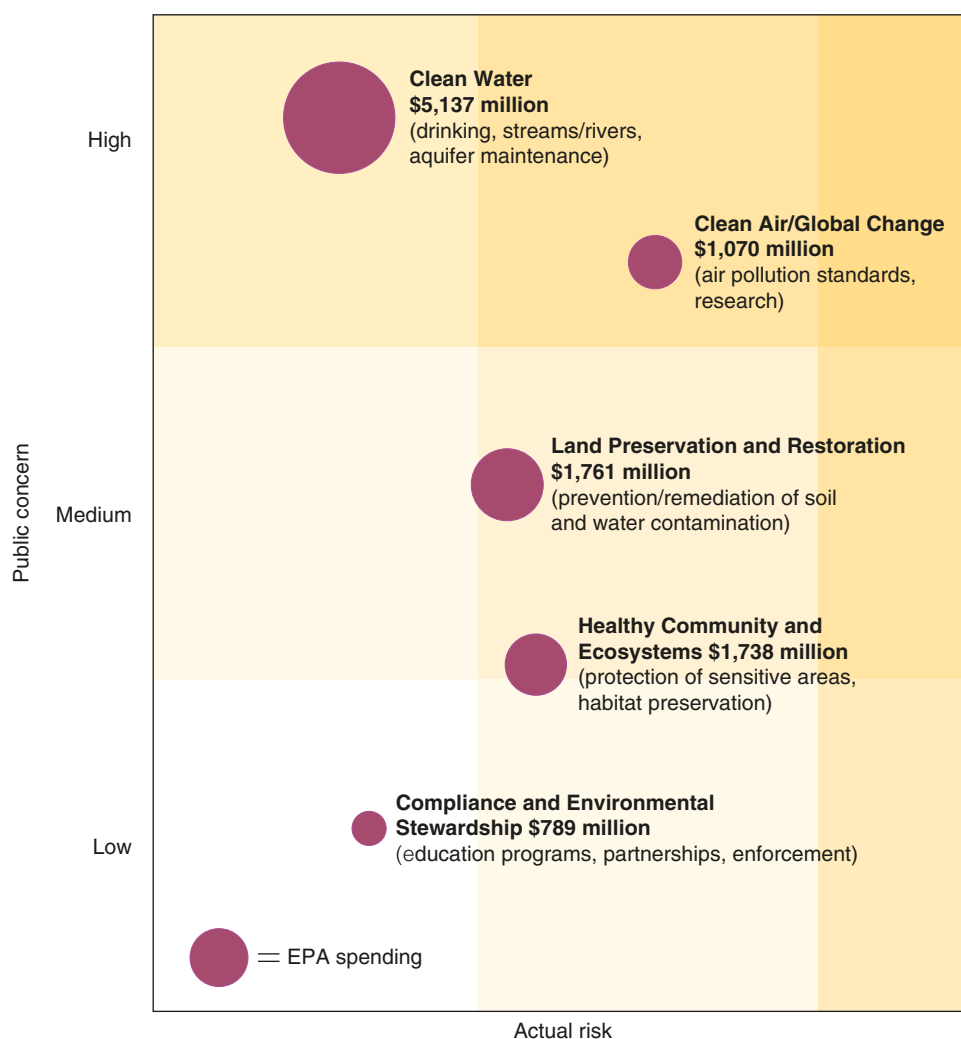 Clean Water
$5,137 million
(drinking, streams/rivers,
aquifer maintenance)
High
Clean Air/Global Change
$1,070 million
(air pollution standards,
research)
Land Preservation and Restoration
$1,761 million
(prevention/remediation of soil
and water contamination)
Medium
Public concern
Healthy Community and
Ecosystems $1,738 million
(protection of sensitive areas,
habitat preservation)
Compliance and Environmental
Stewardship $789 million
(education programs, partnerships, enforcement)
Low
= EPA spending
Actual risk